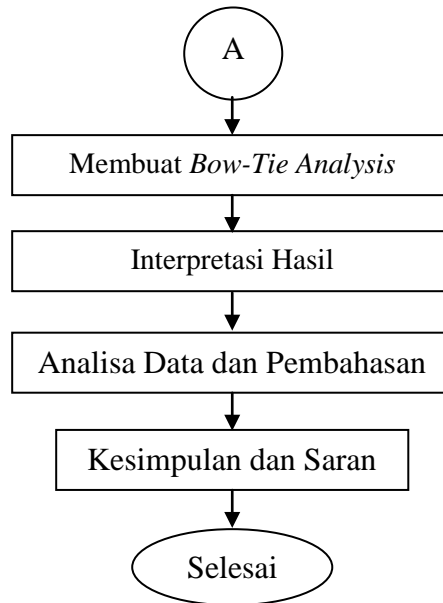 A
Membuat Bow-Tie Analysis
Interpretasi Hasil
Analisa Data dan Pembahasan
Kesimpulan dan Saran
Selesai